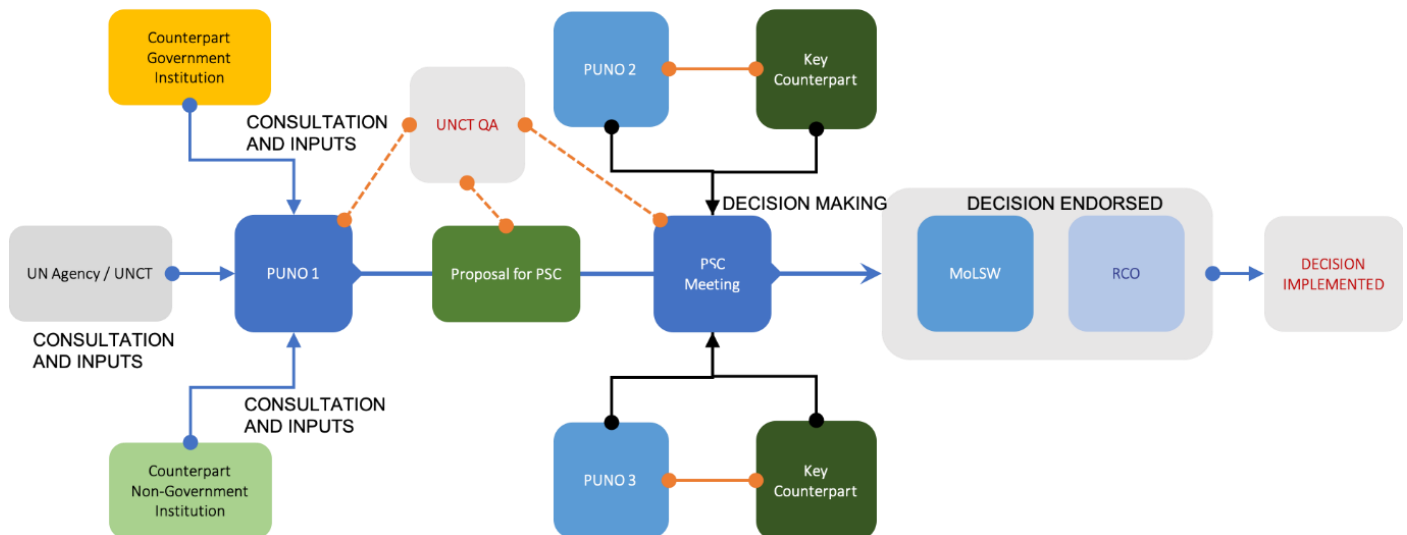 Counterpart
Government
Institution
PUNO 2
Key
Counterpart
CONSULTATION
AND INPUTS
UNCT QA
DECISION MAKING
DECISION ENDORSED
UN Agency / UNCT
PUNO 1
Proposal for PSC
PSC
Meeting
MoLSW
RCO
DECISION
IMPLEMENTED
CONSULTATION
AND INPUTS
CONSULTATION
AND INPUTS
Counterpart
Non-Government
Institution
PUNO 3
Key
Counterpart